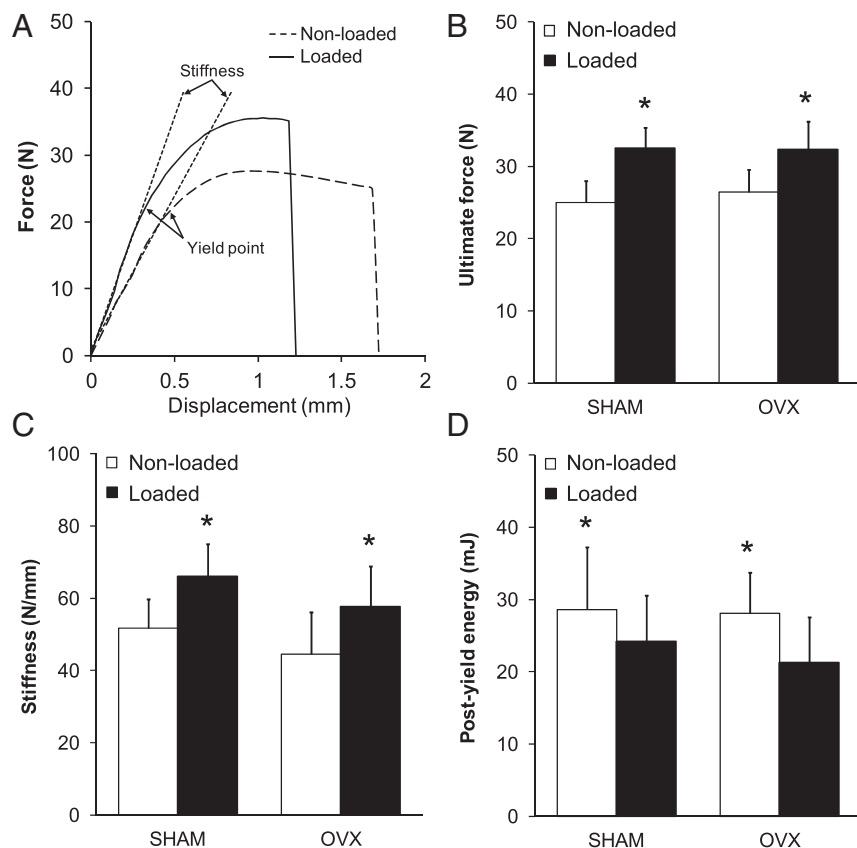 A
50
40
30
20
10
0
Force (N)
0
0.5
1
1.5
2
Displacement (mm)
Non-loaded
Loaded
Stiffness
Yield point
B
50
40
30
20
10
0
Ultimate force (N)
Non-loaded
Loaded
*
*
SHAM
OVX
C
100
80
60
40
20
0
Stiffness (N/mm)
Non-loaded
Loaded
*
*
SHAM
OVX
D
50
40
30
20
10
0
Post-yield energy (mJ)
Non-loaded
Loaded
*
*
SHAM
OVX